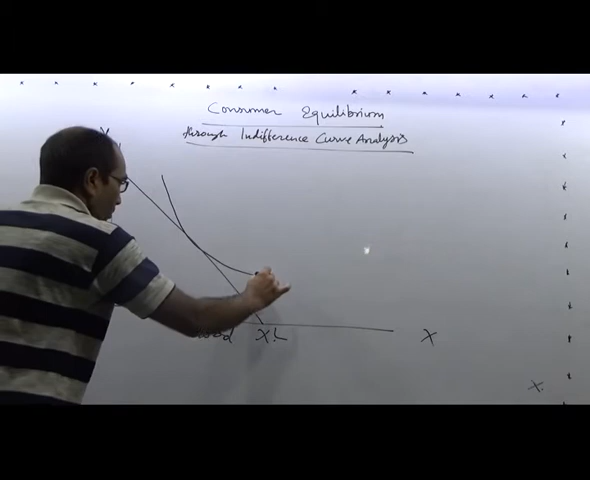 Consumer Equilibrium
through Indifference Curve Analysis
X